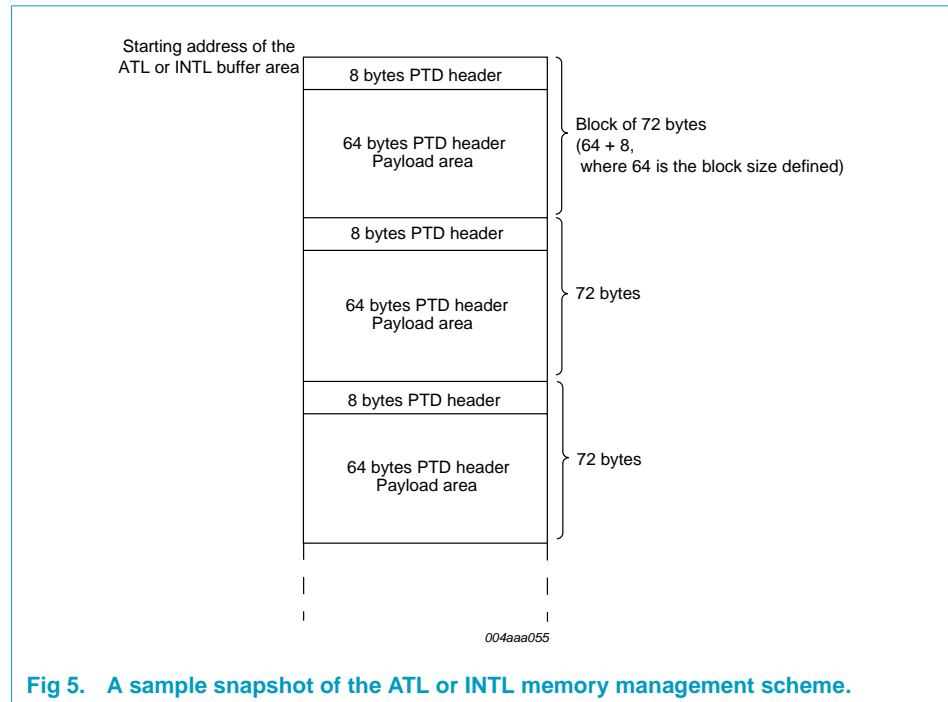 Starting address of the
ATL or INTL buffer area
8 bytes PTD header
64 bytes PTD header
Payload area
Block of 72 bytes
(64 + 8,
where 64 is the block size defined)
8 bytes PTD header
64 bytes PTD header
Payload area
72 bytes
8 bytes PTD header
64 bytes PTD header
Payload area
72 bytes
004aaa055
Fig 5. A sample snapshot of the ATL or INTL memory management scheme.